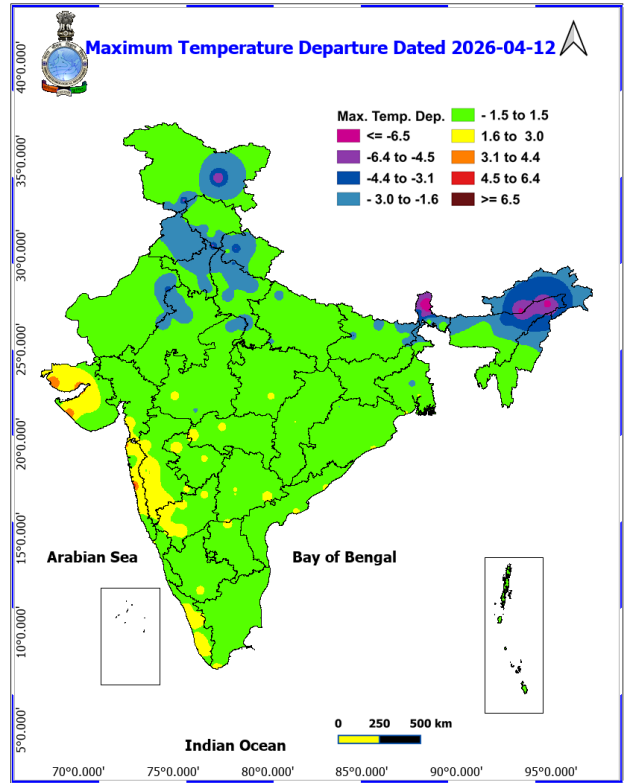 Maximum Temperature Departure Dated 2026-04-12
Max. Temp. Dep.
<= -6.5
-6.4 to -4.5
-4.4 to -3.1
- 3.0 to -1.6
- 1.5 to 1.5
1.6 to 3.0
3.1 to 4.4
4.5 to 6.4
>= 6.5
40°0.000'
35°0.000'
30°0.000'
25°0.000'
20°0.000'
15°0.000'
10°0.000'
5°0.000'
Arabian Sea
Bay of Bengal
Indian Ocean
0 250 500 km
70°0.000' 75°0.000' 80°0.000' 85°0.000' 90°0.000' 95°0.000'